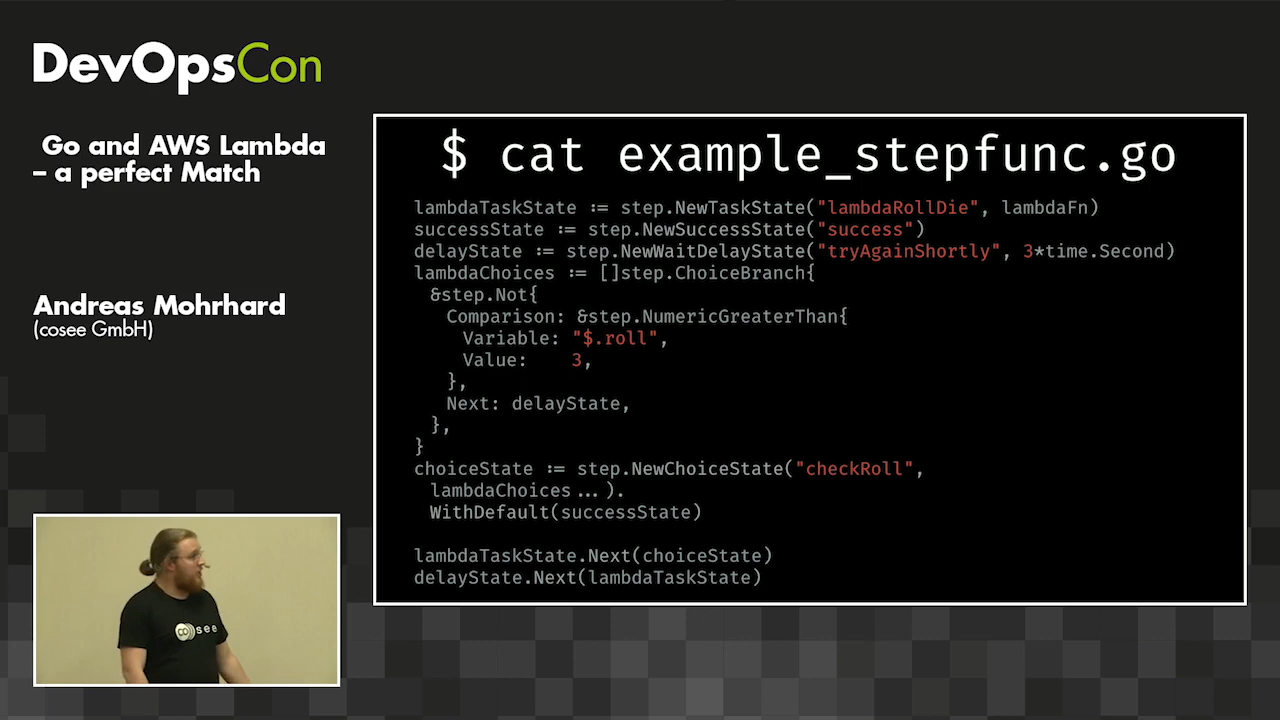 DevOpsCon
Go and AWS Lambda
– a perfect Match
Andreas Mohrhard
(cosee GmbH)
$ cat example_stepfunc.go
lambdaTaskState := step.NewTaskState("lambdaRollDie", lambdaFn)
successState := step.NewSuccessState("success")
delayState := step.NewWaitDelayState("tryAgainShortly", 3*time.Second)
lambdaChoices := []step.ChoiceBranch{
  &step.Not{
    Comparison: &step.NumericGreaterThan{
      Variable: "$.roll",
      Value:    3,
    },
    Next: delayState,
  },
}
choiceState := step.NewChoiceState("checkRoll",
  lambdaChoices...).
  WithDefault(successState)
lambdaTaskState.Next(choiceState)
delayState.Next(lambdaTaskState)
cosee